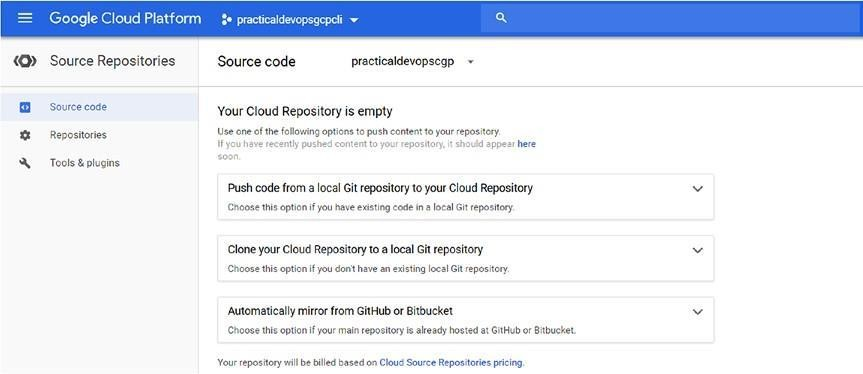 Google Cloud Platform practicaldevopsgcpcli
Source Repositories
Source code practicaldevopscgp
Source code
Repositories
Tools & plugins
Your Cloud Repository is empty
Use one of the following options to push content to your repository.
If you have recently pushed content to your repository, it should appear here
soon.
Push code from a local Git repository to your Cloud Repository
Choose this option if you have existing code in a local Git repository.
Clone your Cloud Repository to a local Git repository
Choose this option if you don't have an existing local Git repository.
Automatically mirror from GitHub or Bitbucket
Choose this option if your main repository is already hosted at GitHub or Bitbucket.
Your repository will be billed based on Cloud Source Repositories pricing.